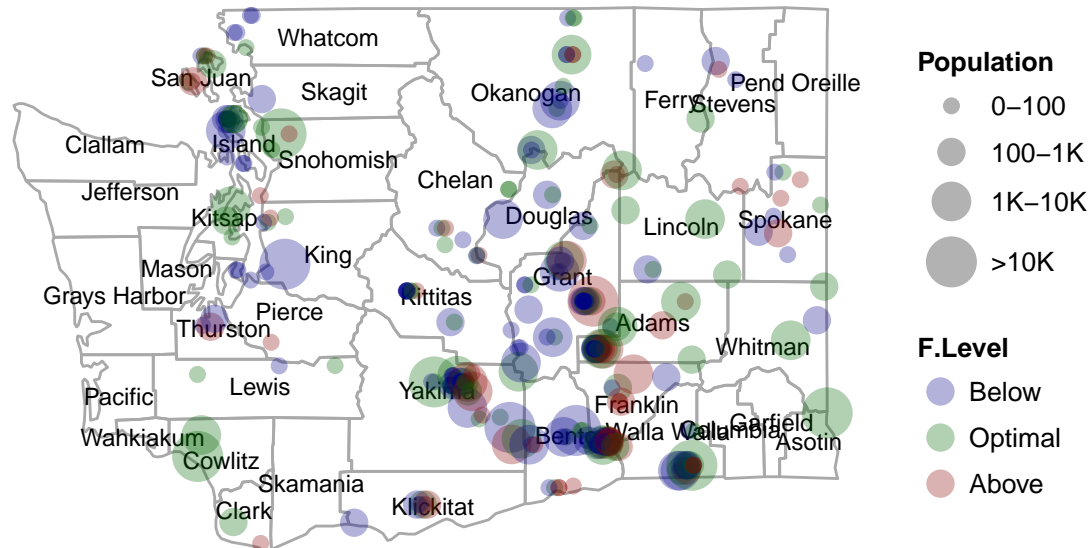 Whatcom
San Juan
Skagit
Okanogan
Ferry
Stevens
Pend Oreille
Clallam
Island
Snohomish
Chelan
Jefferson
Kitsap
Douglas
Lincoln
Spokane
King
Mason
Grant
Grays Harbor
Kittitas
Pierce
Thurston
Adams
Whitman
Pacific
Lewis
Yakima
Franklin
Garfield
Wahkiakum
Benton
Walla Walla
Columbia
Asotin
Cowlitz
Skamania
Clark
Klickitat
Population
0–100
100–1K
1K–10K
>10K
F.Level
Below
Optimal
Above